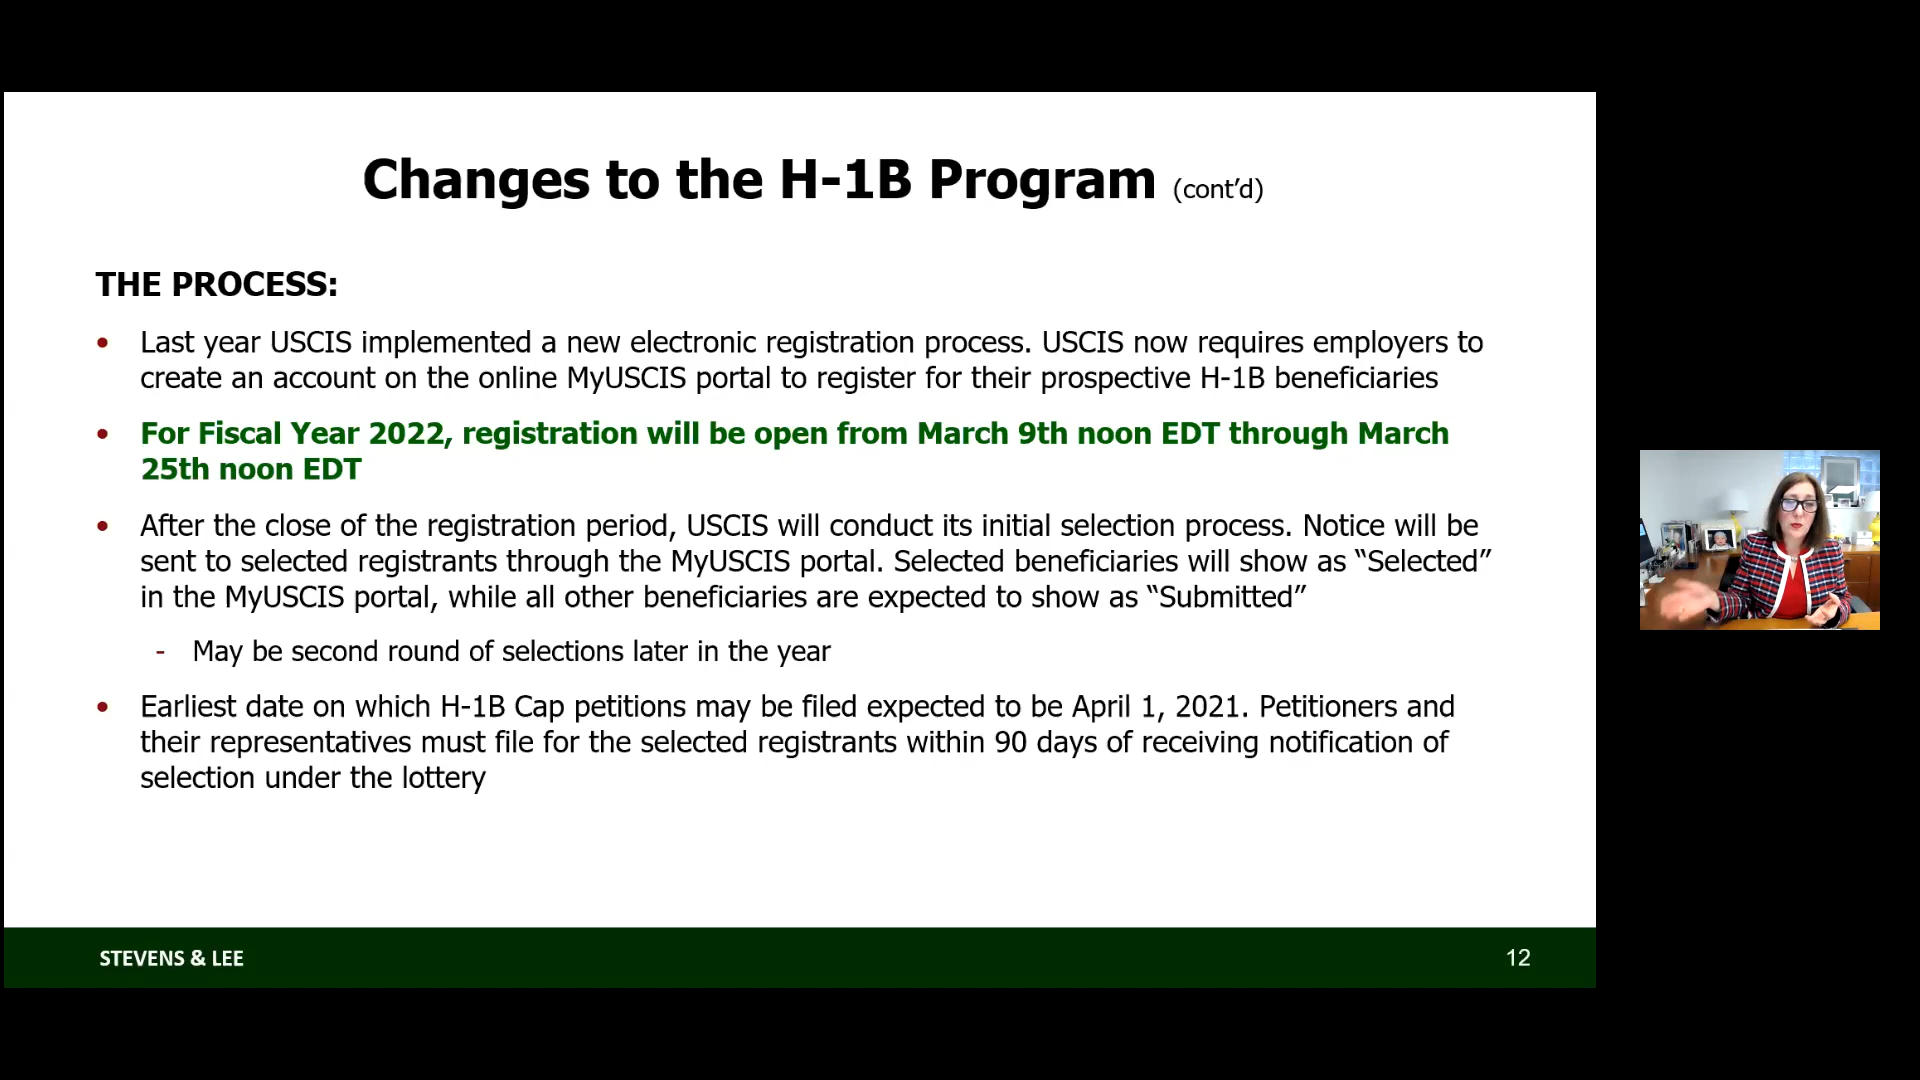 Changes to the H-1B Program (cont’d)
THE PROCESS:
• Last year USCIS implemented a new electronic registration process. USCIS now requires employers to
create an account on the online MyUSCIS portal to register for their prospective H-1B beneficiaries
• For Fiscal Year 2022, registration will be open from March 9th noon EDT through March
25th noon EDT
• After the close of the registration period, USCIS will conduct its initial selection process. Notice will be
sent to selected registrants through the MyUSCIS portal. Selected beneficiaries will show as “Selected”
in the MyUSCIS portal, while all other beneficiaries are expected to show as “Submitted”
- May be second round of selections later in the year
• Earliest date on which H-1B Cap petitions may be filed expected to be April 1, 2021. Petitioners and
their representatives must file for the selected registrants within 90 days of receiving notification of
selection under the lottery
STEVENS & LEE
12